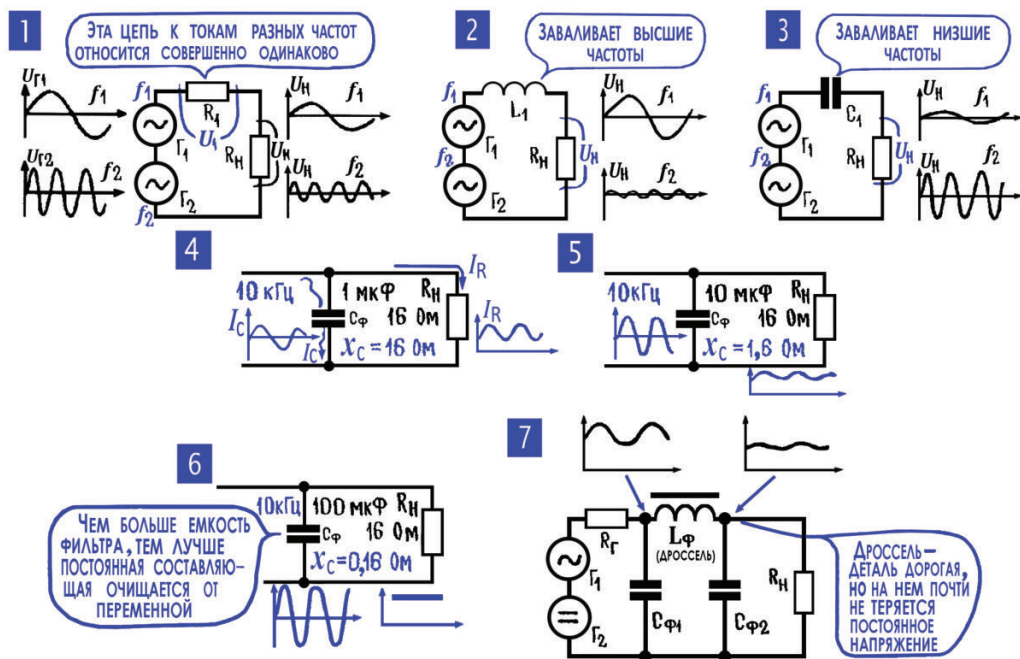 1
ЭТА ЦЕПЬ К ТОКАМ РАЗНЫХ ЧАСТОТ
ОТНОСИТСЯ СОВЕРШЕННО ОДИНАКОВО
UГ1
f1
UГ2
f2
f1
R1
U1
Г1
RН
UН
Г2
f2
UН
f1
UН
f2
2
ЗАВАЛИВАЕТ ВЫСШИЕ
ЧАСТОТЫ
f1
L1
f2
Г1
RН
UН
Г2
UН
f1
UН
f2
3
ЗАВАЛИВАЕТ НИЗШИЕ
ЧАСТОТЫ
f1
C1
f2
Г1
RН
UН
Г2
UН
f1
UН
f2
4
IR
10 кГц
1 мкФ
RН
Cф
16 Ом
IC
IC
XC = 16 Ом
IR
5
10 кГц
10 мкФ
RН
Cф
16 Ом
XC = 1,6 Ом
6
10 кГц
100 мкФ
RН
Cф
16 Ом
XC = 0,16 Ом
ЧЕМ БОЛЬШЕ ЕМКОСТЬ
ФИЛЬТРА, ТЕМ ЛУЧШЕ
ПОСТОЯННАЯ СОСТАВЛЯЮ-
ЩАЯ ОЧИЩАЕТСЯ ОТ
ПЕРЕМЕННОЙ
7
RГ
Lф
(ДРОССЕЛЬ)
Г1
Г2
Cф1
Cф2
RН
ДРОССЕЛЬ–
ДЕТАЛЬ ДОРОГАЯ,
НО НА НЕМ ПОЧТИ
НЕ ТЕРЯЕТСЯ
ПОСТОЯННОЕ
НАПРЯЖЕНИЕ